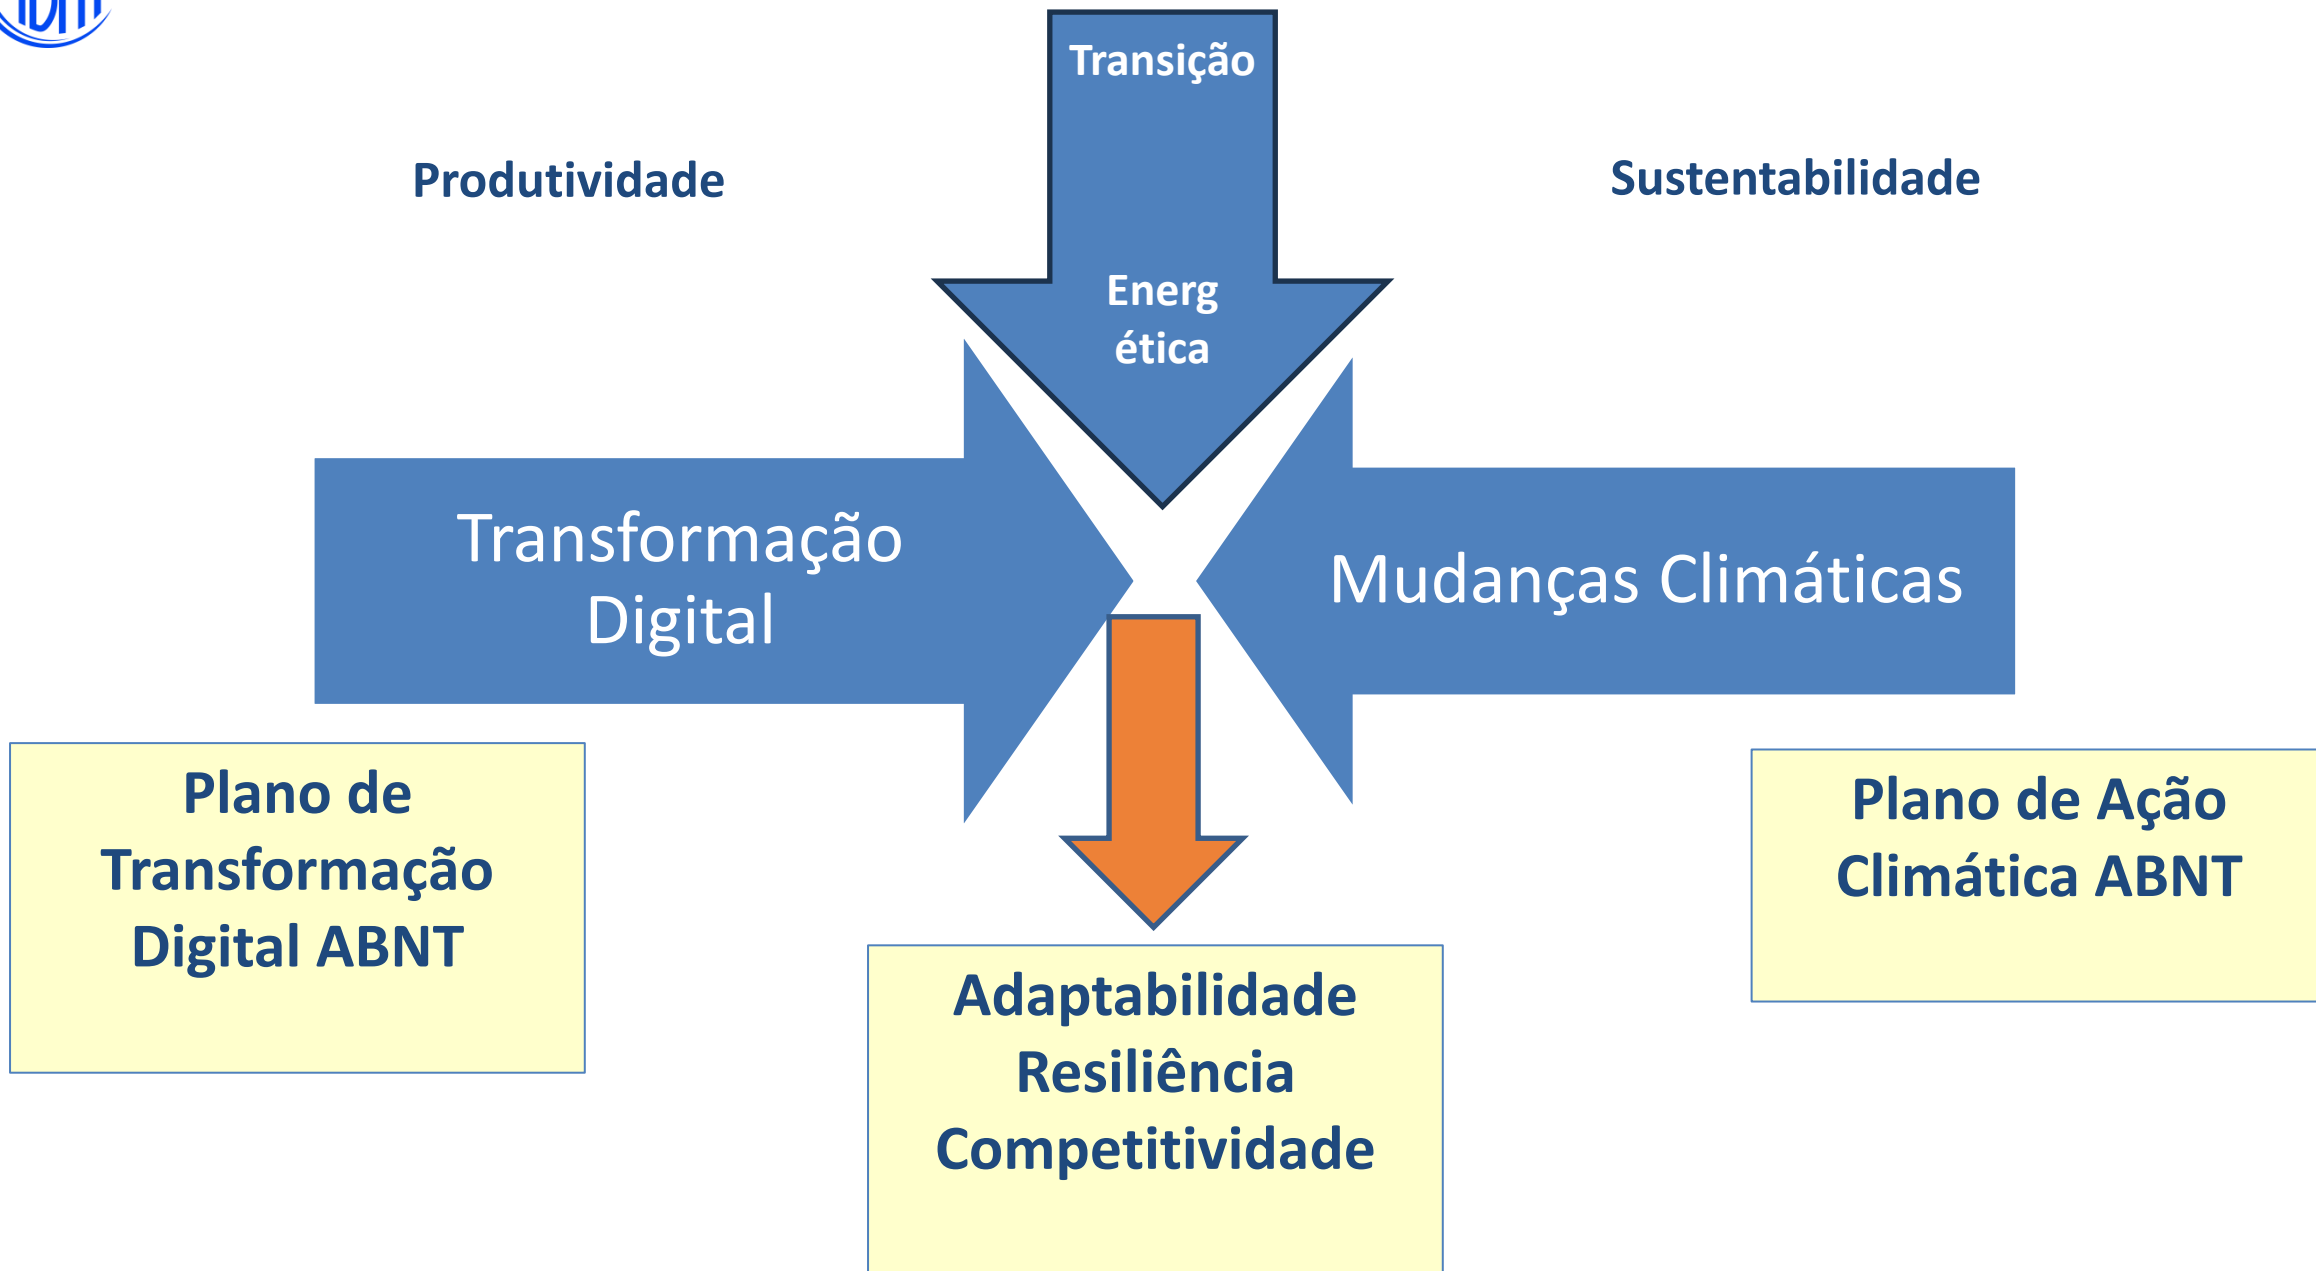 Transição
Energ
ética
Produtividade
Sustentabilidade
Transformação
Digital
Mudanças Climáticas
Plano de
Transformação
Digital ABNT
Plano de Ação
Climática ABNT
Adaptabilidade
Resiliência
Competitividade